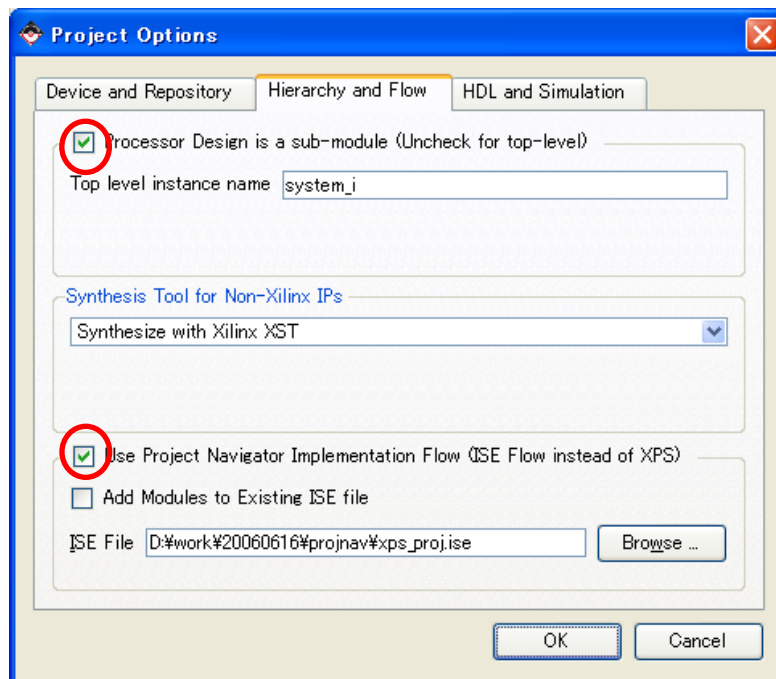 Project Options
Device and Repository Hierarchy and Flow HDL and Simulation
Processor Design is a sub-module (Uncheck for top-level)
Top level instance name system_i
Synthesis Tool for Non-Xilinx IPs
Synthesize with Xilinx XST
Use Project Navigator Implementation Flow (ISE Flow instead of XPS)
Add Modules to Existing ISE file
ISE File D:¥work¥20060616¥projnav¥xps_proj.ise Browse ...
OK Cancel